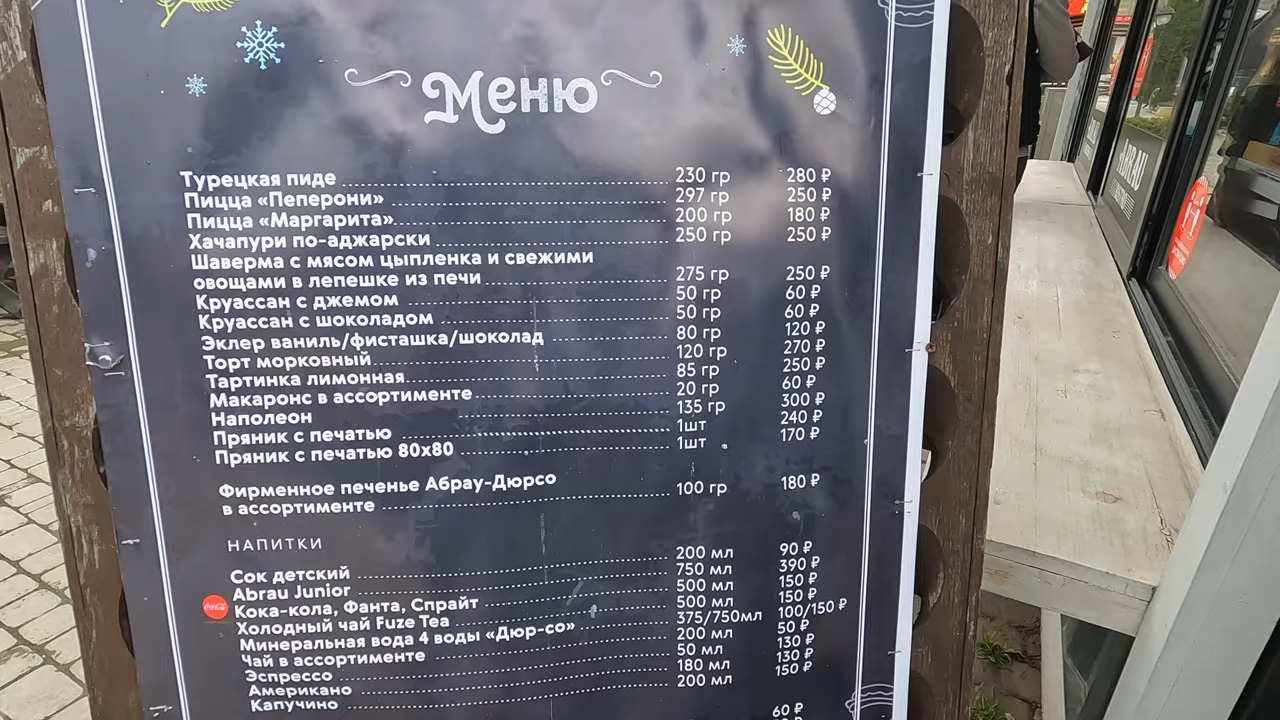 Меню
Турецкая пиде 230 гр 280 ₽
Пицца «Пеперони» 297 гр 250 ₽
Пицца «Маргарита» 200 гр 180 ₽
Хачапури по-аджарски 250 гр 250 ₽
Шаверма с мясом цыпленка и свежими
овощами в лепешке из печи 275 гр 250 ₽
Круассан с джемом 50 гр 60 ₽
Круассан с шоколадом 50 гр 60 ₽
Эклер ваниль/фисташка/шоколад 80 гр 120 ₽
Торт морковный 120 гр 270 ₽
Тартинка лимонная 85 гр 250 ₽
Макаронс в ассортименте 20 гр 60 ₽
Наполеон 135 гр 300 ₽
Пряник с печатью 1шт 240 ₽
Пряник с печатью 80х80 1шт 170 ₽
Фирменное печенье Абрау-Дюрсо
в ассортименте 100 гр 180 ₽
НАПИТКИ
Сок детский 200 мл 90 ₽
Abrau Junior 750 мл 390 ₽
Coca-Cola Кока-кола, Фанта, Спрайт 500 мл 150 ₽
Холодный чай Fuze Tea 500 мл 150 ₽
Минеральная вода 4 воды «Дюр-со» 375/750мл 100/150 ₽
Чай в ассортименте 200 мл 50 ₽
Эспрессо 50 мл 130 ₽
Американо 180 мл 130 ₽
Капучино 200 мл 150 ₽
60 ₽
ABRAU